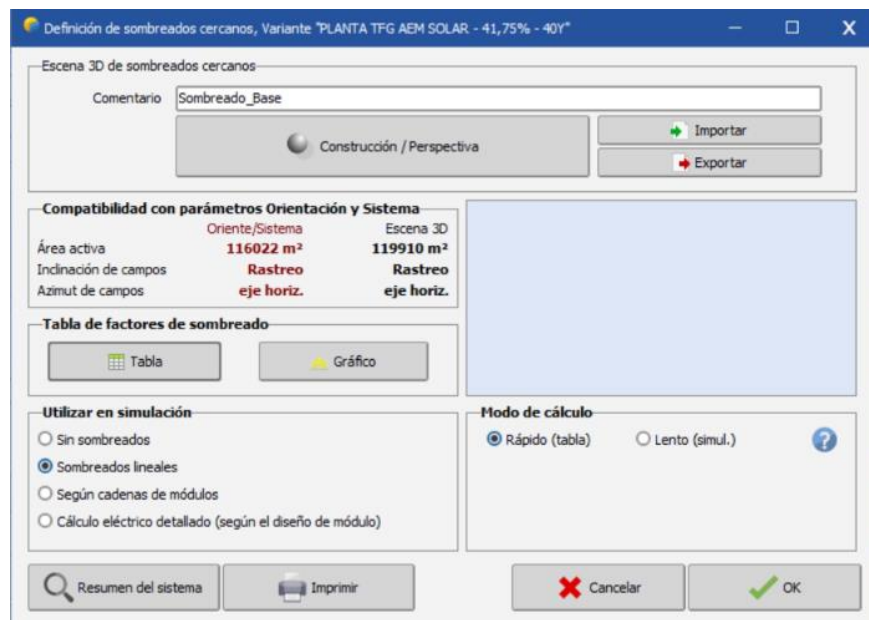 Definición de sombreados cercanos, Variante "PLANTA TFG AEM SOLAR - 41,75% - 40Y"
Escena 3D de sombreados cercanos
Comentario Sombreado_Base
Construcción / Perspectiva
Importar
Exportar
Compatibilidad con parámetros Orientación y Sistema
Oriente/Sistema Escena 3D
Área activa 116022 m² 119910 m²
Inclinación de campos Rastreo Rastreo
Azimut de campos eje horiz. eje horiz.
Tabla de factores de sombreado
Tabla Gráfico
Utilizar en simulación
Sin sombreados
Sombreados lineales
Según cadenas de módulos
Cálculo eléctrico detallado (según el diseño de módulo)
Modo de cálculo
Rápido (tabla) Lento (simul.) ?
Resumen del sistema Imprimir Cancelar OK